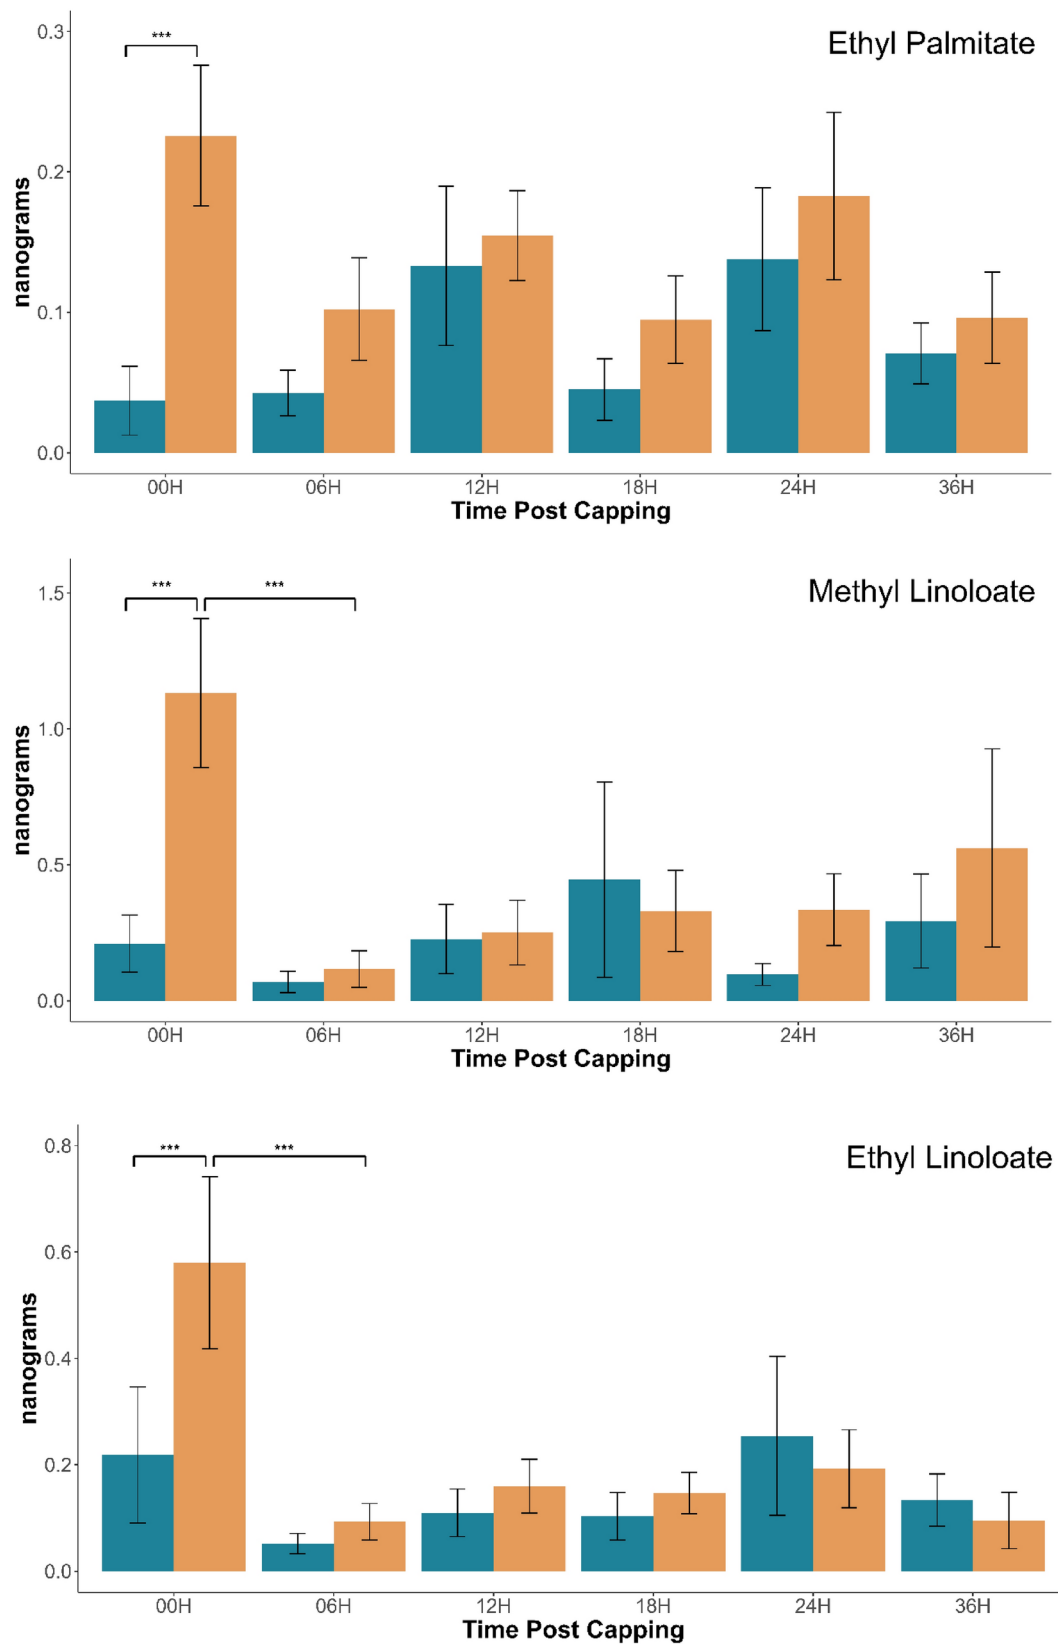 Ethyl Palmitate
***
nanograms
0.3
0.2
0.1
0.0
00H 06H 12H 18H 24H 36H
Time Post Capping
Methyl Linoloate
*** ***
nanograms
1.5
1.0
0.5
0.0
00H 06H 12H 18H 24H 36H
Time Post Capping
Ethyl Linoloate
*** ***
nanograms
0.8
0.6
0.4
0.2
0.0
00H 06H 12H 18H 24H 36H
Time Post Capping